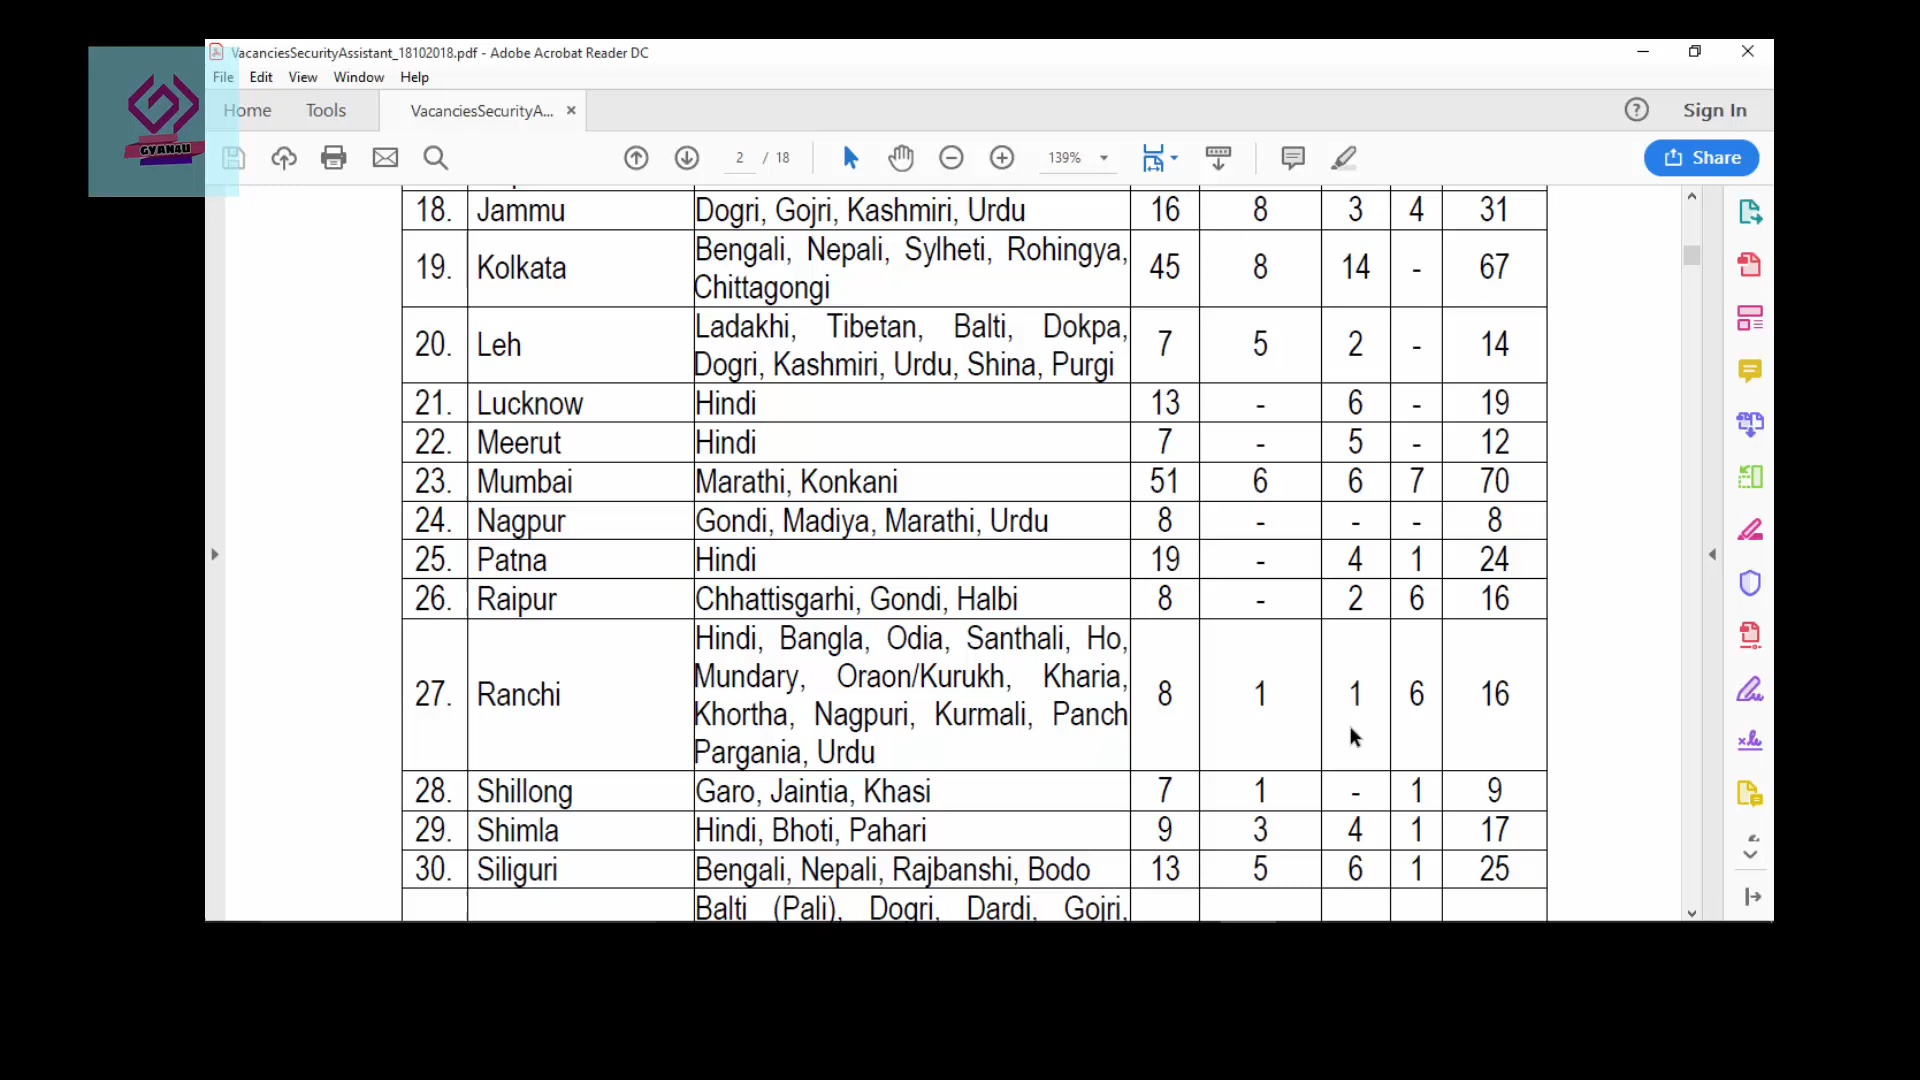 VacanciesSecurityAssistant_18102018.pdf - Adobe Acrobat Reader DC
File Edit View Window Help
Home Tools VacanciesSecurityA... × Sign In
GYAN4U
2 / 18 139% Share
18. Jammu Dogri, Gojri, Kashmiri, Urdu 16 8 3 4 31
19. Kolkata Bengali, Nepali, Sylheti, Rohingya, 45 8 14 - 67
Chittagongi
20. Leh Ladakhi, Tibetan, Balti, Dokpa, 7 5 2 - 14
Dogri, Kashmiri, Urdu, Shina, Purgi
21. Lucknow Hindi 13 - 6 - 19
22. Meerut Hindi 7 - 5 - 12
23. Mumbai Marathi, Konkani 51 6 6 7 70
24. Nagpur Gondi, Madiya, Marathi, Urdu 8 - - - 8
25. Patna Hindi 19 - 4 1 24
26. Raipur Chhattisgarhi, Gondi, Halbi 8 - 2 6 16
27. Ranchi Hindi, Bangla, Odia, Santhali, Ho, 8 1 1 6 16
Mundary, Oraon/Kurukh, Kharia,
Khortha, Nagpuri, Kurmali, Panch
Pargania, Urdu
28. Shillong Garo, Jaintia, Khasi 7 1 - 1 9
29. Shimla Hindi, Bhoti, Pahari 9 3 4 1 17
30. Siliguri Bengali, Nepali, Rajbanshi, Bodo 13 5 6 1 25
Balti (Pali), Dogri, Dardi, Gojri,